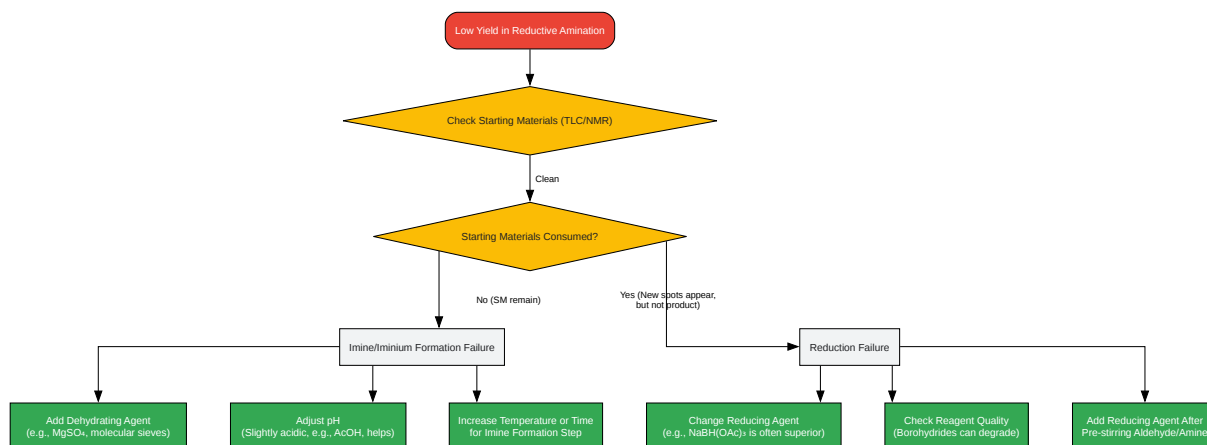 Low Yield in Reductive Amination
Check Starting Materials (TLC/NMR)
Clean
Starting Materials Consumed?
No (SM remain)
Yes (New spots appear,
but not product)
Imine/Iminium Formation Failure
Reduction Failure
Add Dehydrating Agent
(e.g., MgSO₄, molecular sieves)
Adjust pH
(Slightly acidic, e.g., AcOH, helps)
Increase Temperature or Time
for Imine Formation Step
Change Reducing Agent
(e.g., NaBH(OAc)₃ is often superior)
Check Reagent Quality
(Borohydrides can degrade)
Add Reducing Agent After
Pre-stirring Aldehyde/Amine